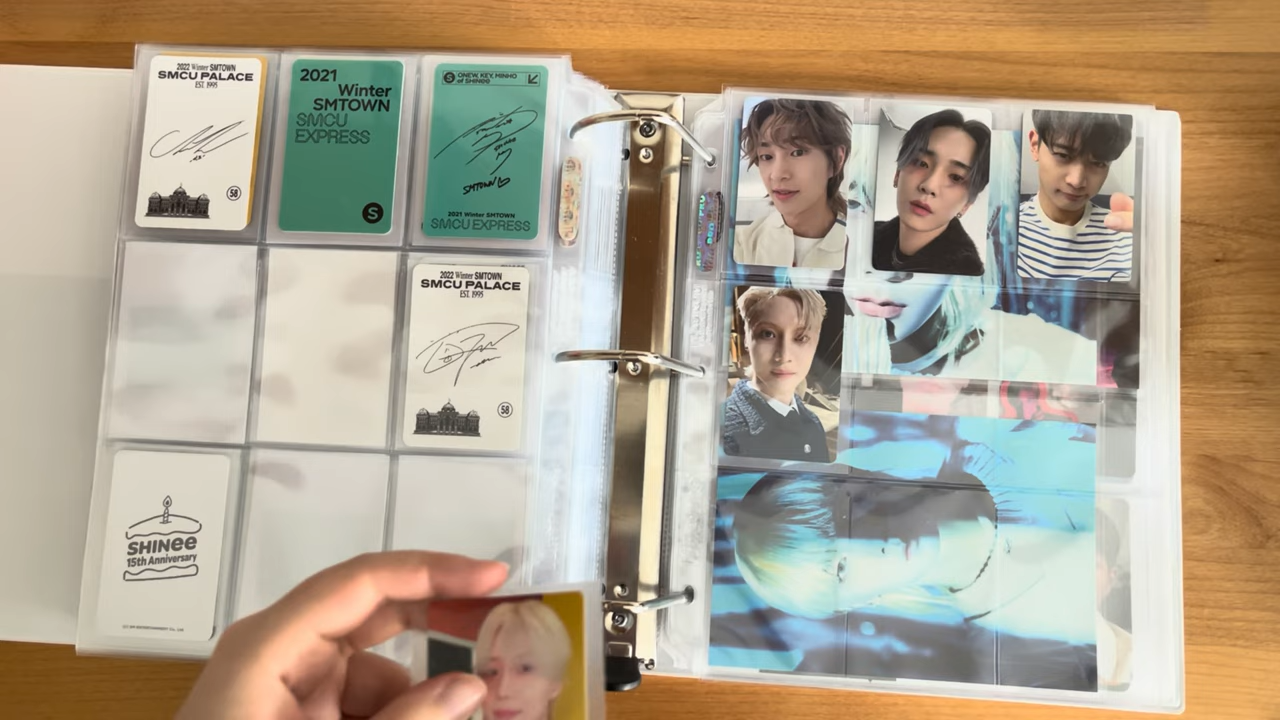 2022 Winter SMTOWN
SMCU PALACE
EST. 1995
58
2021
Winter
SMTOWN
SMCU
EXPRESS
S
S ONEW, KEY, MINHO
of SHINee
SMTOWN♡
2021 Winter SMTOWN
SMCU EXPRESS
2022 Winter SMTOWN
SMCU PALACE
EST. 1995
58
SHINee
15th Anniversary